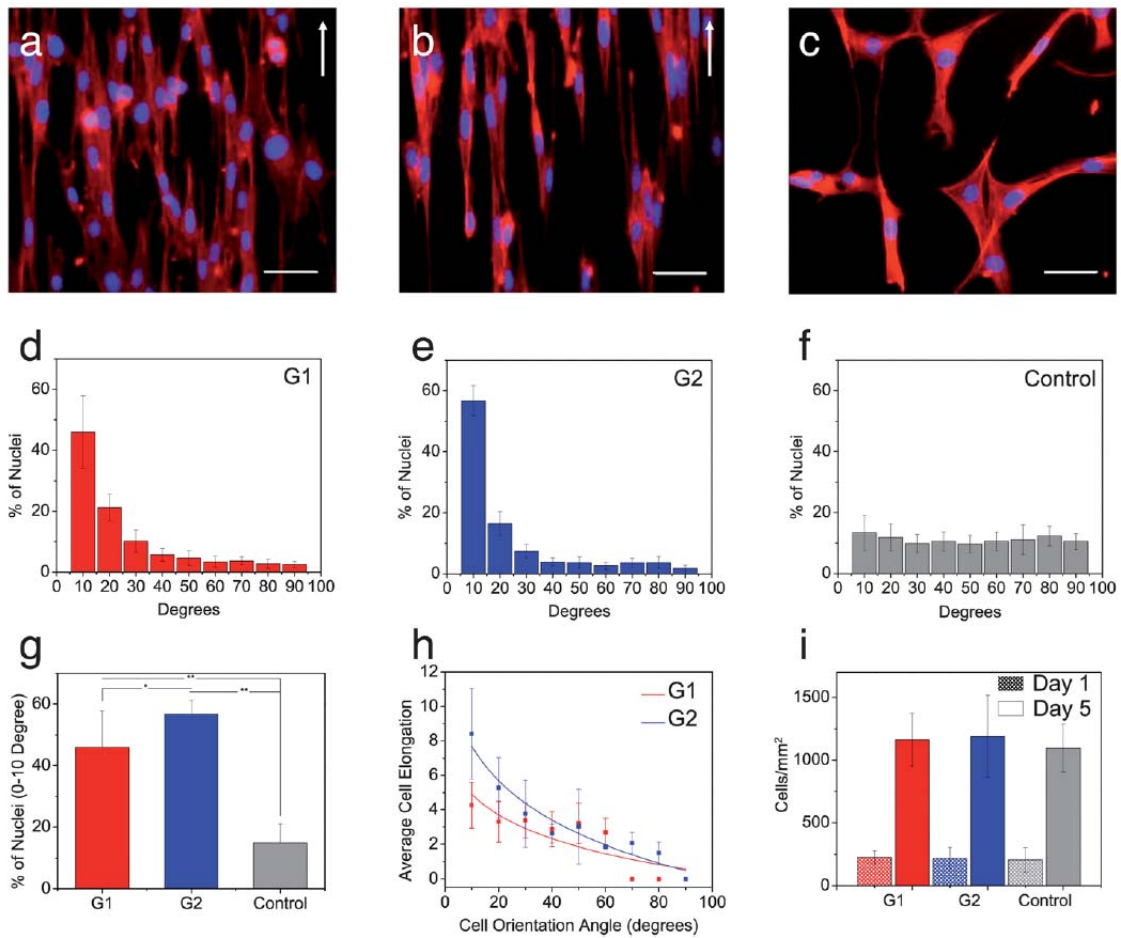 a
b
c
d
G1
60
40
20
0
% of Nuclei
0 10 20 30 40 50 60 70 80 90 100
Degrees
e
G2
60
40
20
0
% of Nuclei
0 10 20 30 40 50 60 70 80 90 100
Degrees
f
Control
60
40
20
0
% of Nuclei
0 10 20 30 40 50 60 70 80 90 100
Degrees
g
** 
* **
60
40
20
0
% of Nuclei (0-10 Degree)
G1 G2 Control
h
G1
G2
12
10
8
6
4
2
0
Average Cell Elongation
0 20 40 60 80 100
Cell Orientation Angle (degrees)
i
Day 1
Day 5
1500
1000
500
0
Cells/mm²
G1 G2 Control